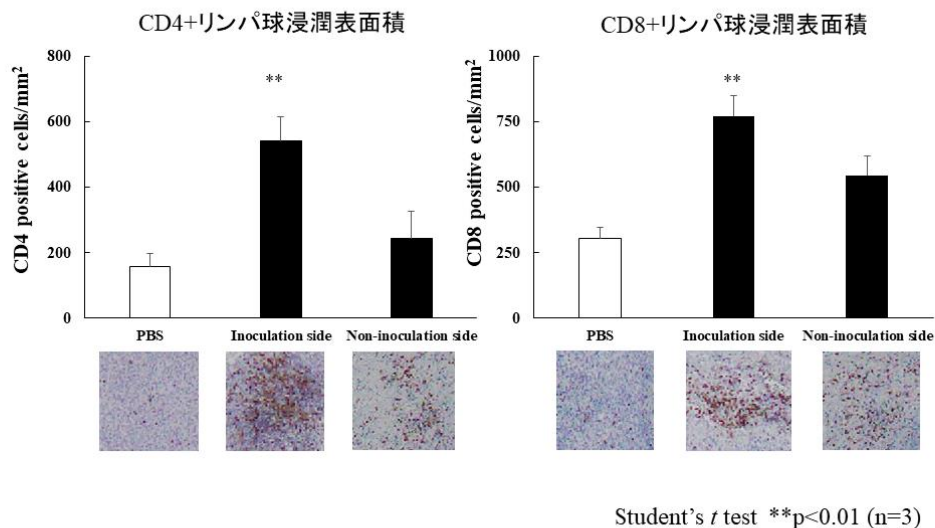 CD4+リンパ球浸潤表面積
CD4 positive cells/mm²
800
600
400
200
0
**
PBS
Inoculation side
Non-inoculation side
CD8+リンパ球浸潤表面積
CD8 positive cells/mm²
1000
750
500
250
0
**
PBS
Inoculation side
Non-inoculation side
Student's t test **p<0.01 (n=3)